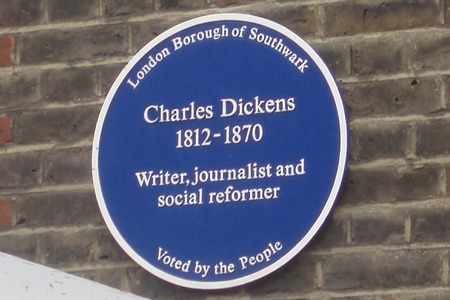 London Borough of Southwark
Charles Dickens
1812-1870
Writer, journalist and
social reformer
Voted by the People